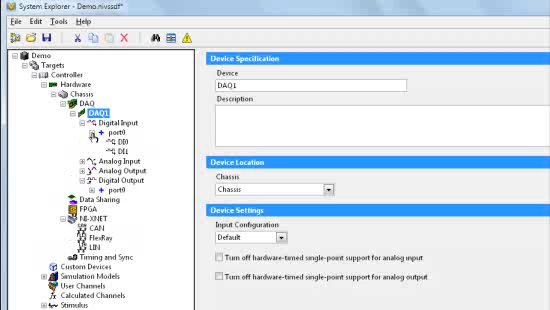 System Explorer - Demo.nivssdf*
File Edit Tools Help
Demo
Targets
Controller
Hardware
Chassis
DAQ
DAQ1
Digital Input
port0
DI0
DI1
Analog Input
Analog Output
Digital Output
port0
Data Sharing
FPGA
NI-XNET
CAN
FlexRay
LIN
Timing and Sync
Custom Devices
Simulation Models
User Channels
Calculated Channels
Stimulus
Device Specification
Device
DAQ1
Description
Device Location
Chassis
Chassis
Device Settings
Input Configuration
Default
Turn off hardware-timed single-point support for analog input
Turn off hardware-timed single-point support for analog output